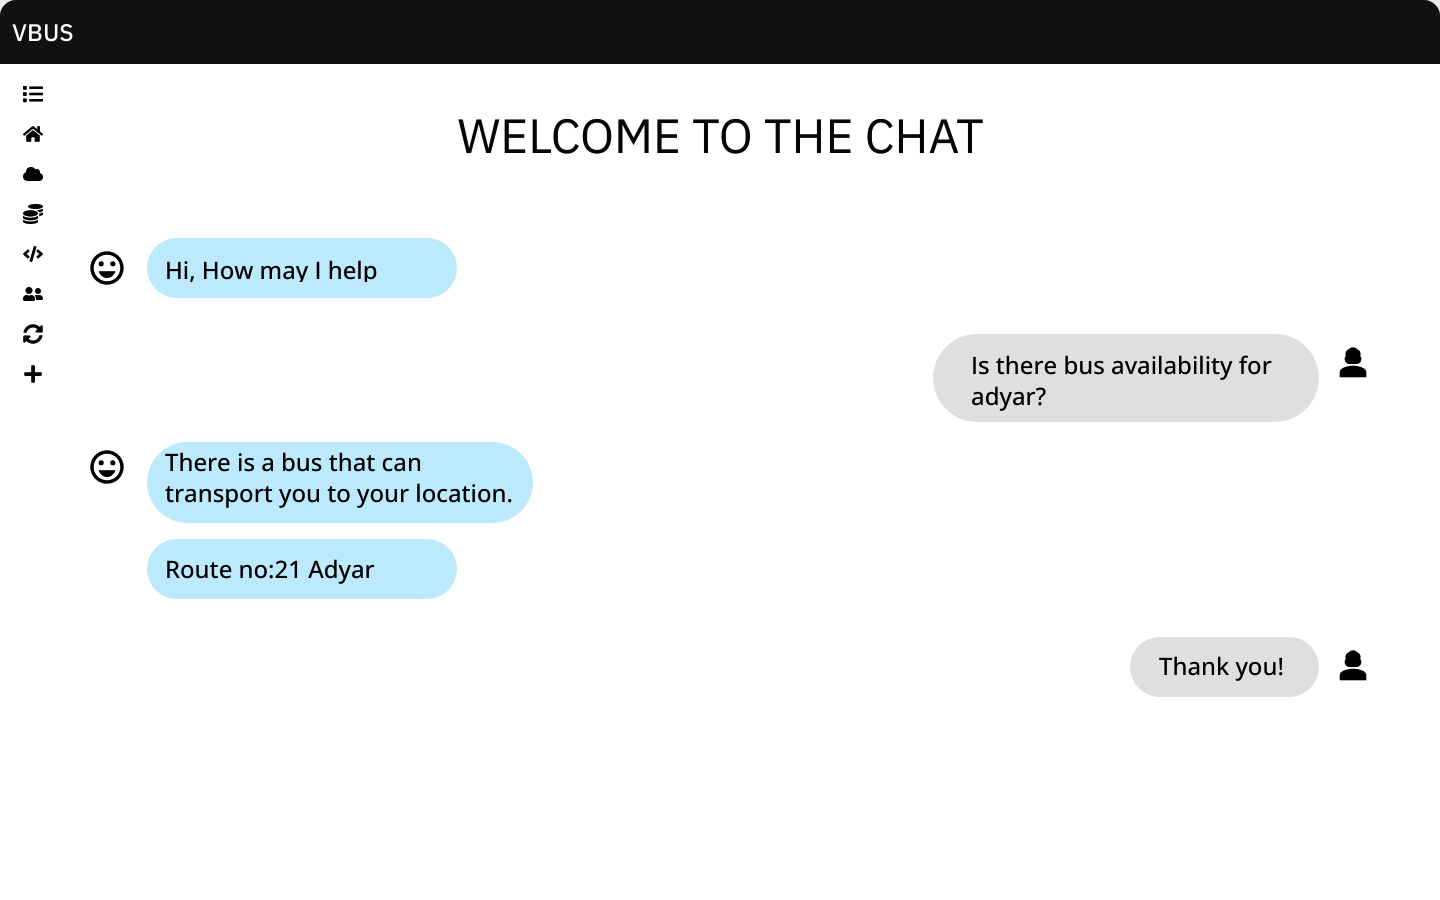 VBUS
WELCOME TO THE CHAT
Hi, How may I help
Is there bus availability for
adyar?
There is a bus that can
transport you to your location.
Route no:21 Adyar
Thank you!